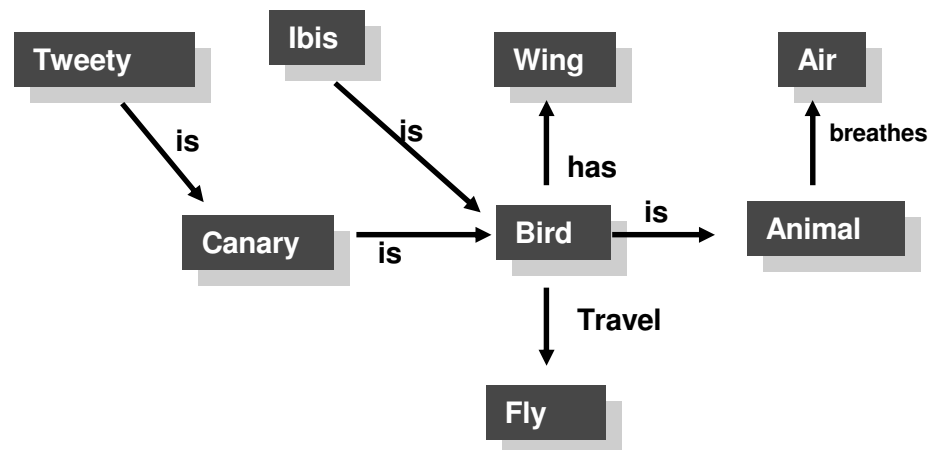 Tweety
Ibis
Wing
Air
is
is
has
breathes
Canary
is
Bird
is
Animal
Travel
Fly